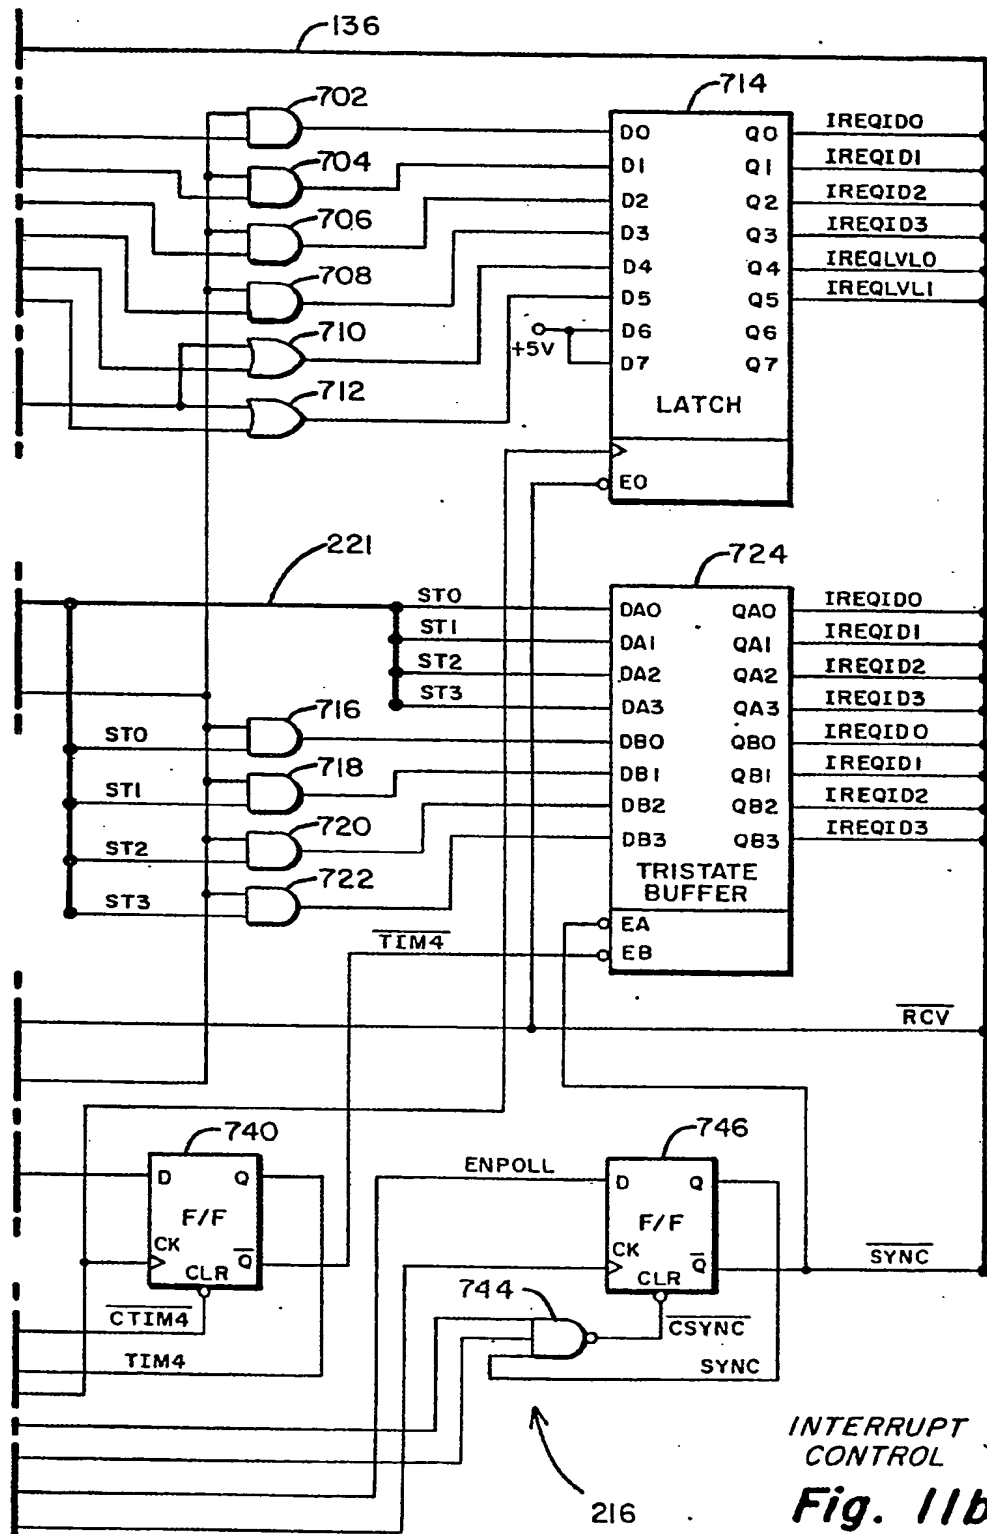 136
702
714
D0 Q0 IREQID0
704
D1 Q1 IREQID1
D2 Q2 IREQID2
706
D3 Q3 IREQID3
708
D4 Q4 IREQLVL0
D5 Q5 IREQLVL1
710
+5V
D6 Q6
D7 Q7
712
LATCH
EO
221
724
ST0 DA0 QA0 IREQID0
ST1 DA1 QA1 IREQID1
ST2 DA2 QA2 IREQID2
ST3 DA3 QA3 IREQID3
716
ST0 DB0 QB0 IREQID0
718
ST1 DB1 QB1 IREQID1
720
ST2 DB2 QB2 IREQID2
722
ST3 DB3 QB3 IREQID3
TRISTATE
BUFFER
EA
TIM4 EB
RCV
740
746
D Q
ENPOLL D Q
F/F
F/F
CK Q
CLR
CK Q
CLR
SYNC
744
CTIM4
CSYNC
TIM4
SYNC
INTERRUPT
CONTROL
216
Fig. 11b